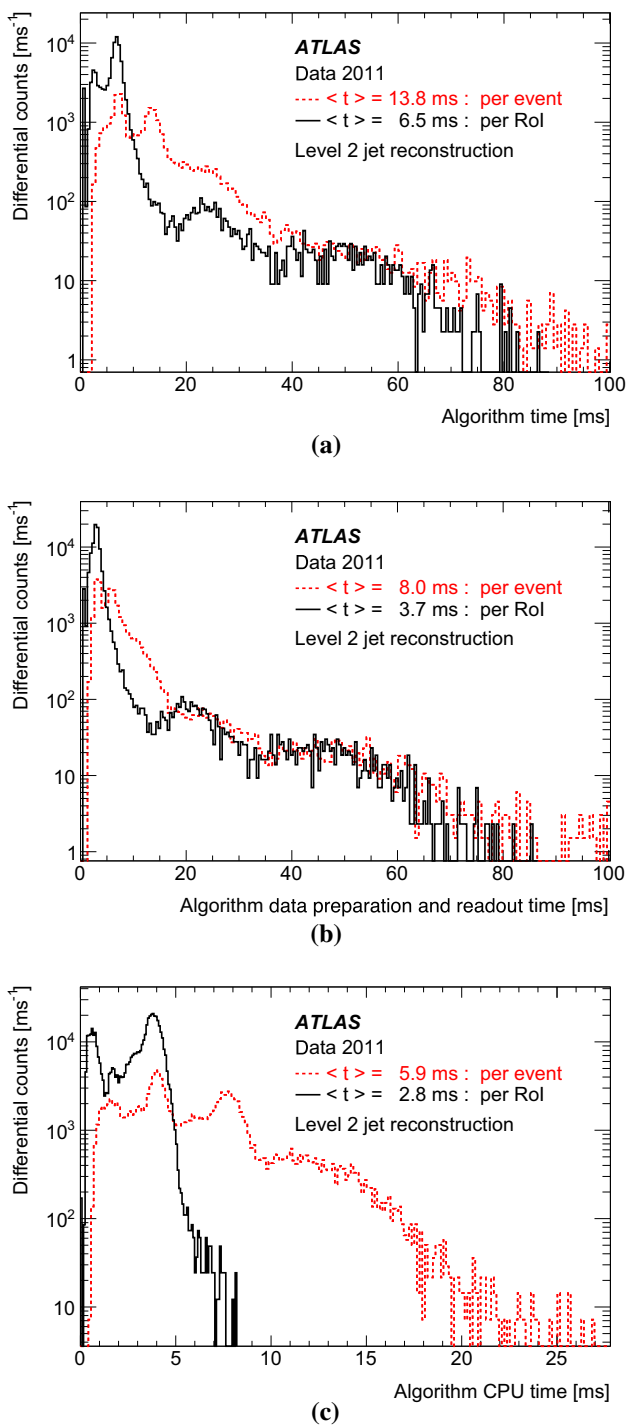 Differential counts [ms⁻¹]
10⁴
10³
10²
10
1
ATLAS
Data 2011
< t > = 13.8 ms : per event
< t > = 6.5 ms : per RoI
Level 2 jet reconstruction
0 20 40 60 80 100
Algorithm time [ms]
(a)
Differential counts [ms⁻¹]
10⁴
10³
10²
10
1
ATLAS
Data 2011
< t > = 8.0 ms : per event
< t > = 3.7 ms : per RoI
Level 2 jet reconstruction
0 20 40 60 80 100
Algorithm data preparation and readout time [ms]
(b)
Differential counts [ms⁻¹]
10⁴
10³
10²
10
ATLAS
Data 2011
< t > = 5.9 ms : per event
< t > = 2.8 ms : per RoI
Level 2 jet reconstruction
0 5 10 15 20 25
Algorithm CPU time [ms]
(c)